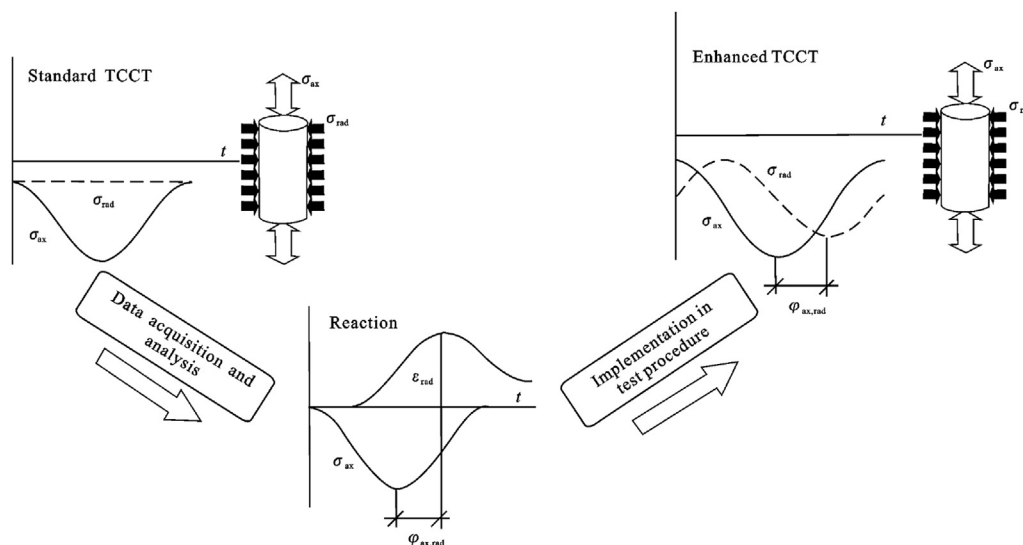 Standard TCCT
σax
σrad
t
σrad
σax
Data acquisition and
analysis
Reaction
εrad
t
σax
φax,rad
Implementation in
test procedure
Enhanced TCCT
σax
σr
t
σrad
σax
φax,rad